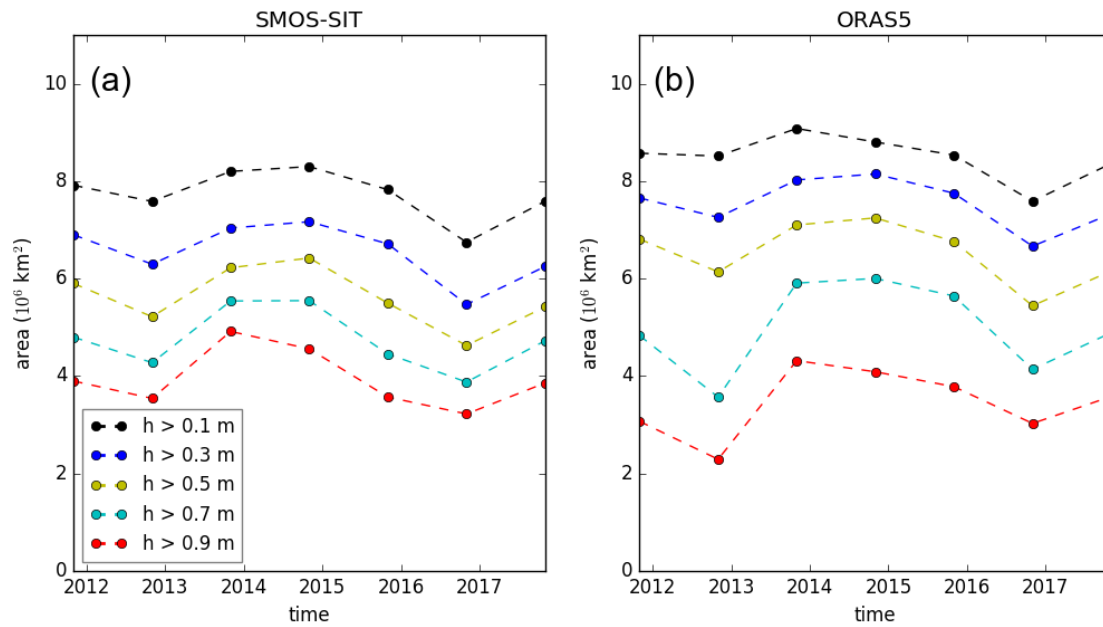 SMOS-SIT
(a)
area (10⁶ km²)
10
8
6
4
2
0
h > 0.1 m
h > 0.3 m
h > 0.5 m
h > 0.7 m
h > 0.9 m
2012 2013 2014 2015 2016 2017
time
ORAS5
(b)
area (10⁶ km²)
10
8
6
4
2
0
2012 2013 2014 2015 2016 2017
time